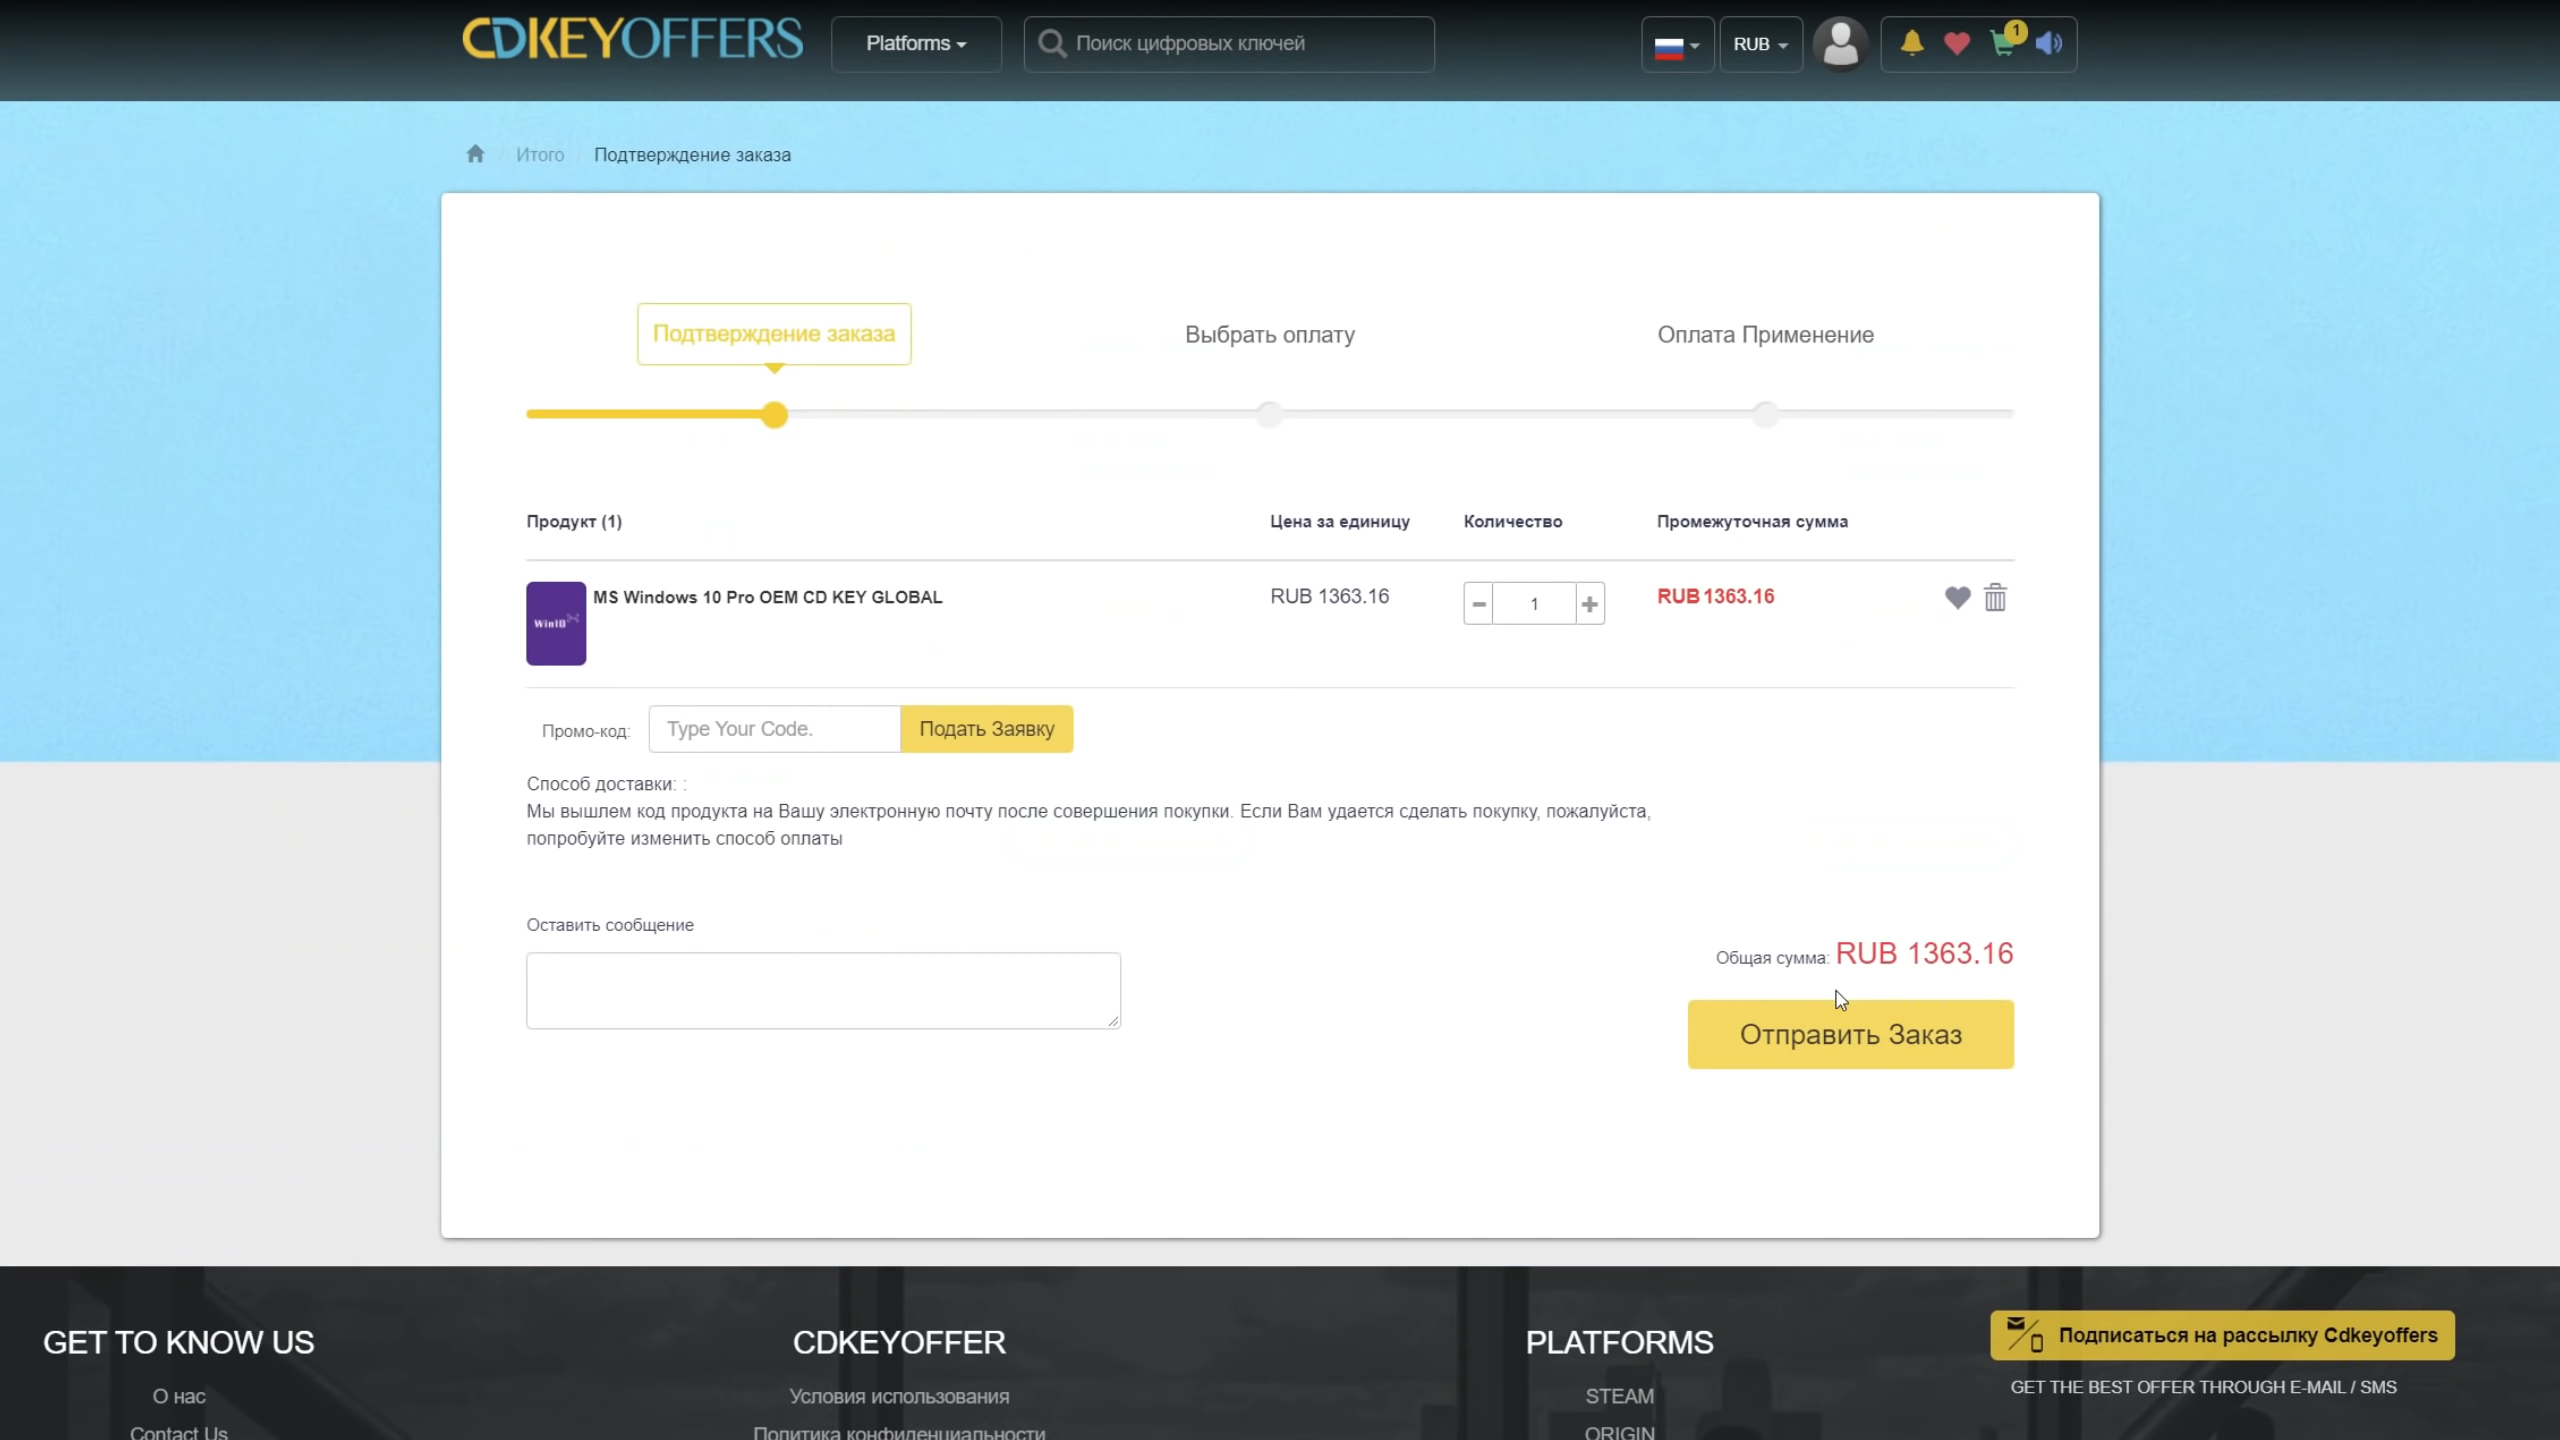 CDKEYOFFERS
Platforms
Поиск цифровых ключей
RUB
1
Итого
Подтверждение заказа
Подтверждение заказа
Выбрать оплату
Оплата Применение
Продукт (1)
Цена за единицу
Количество
Промежуточная сумма
Win10
MS Windows 10 Pro OEM CD KEY GLOBAL
RUB 1363.16
1
RUB 1363.16
Промо-код:
Type Your Code.
Подать Заявку
Способ доставки: :
Мы вышлем код продукта на Вашу электронную почту после совершения покупки. Если Вам удается сделать покупку, пожалуйста,
попробуйте изменить способ оплаты
Оставить сообщение
Общая сумма: RUB 1363.16
Отправить Заказ
GET TO KNOW US
CDKEYOFFER
PLATFORMS
Подписаться на рассылку Cdkeyoffers
О нас
Условия использования
STEAM
GET THE BEST OFFER THROUGH E-MAIL / SMS
Contact Us
Политика конфиденциальности
ORIGIN